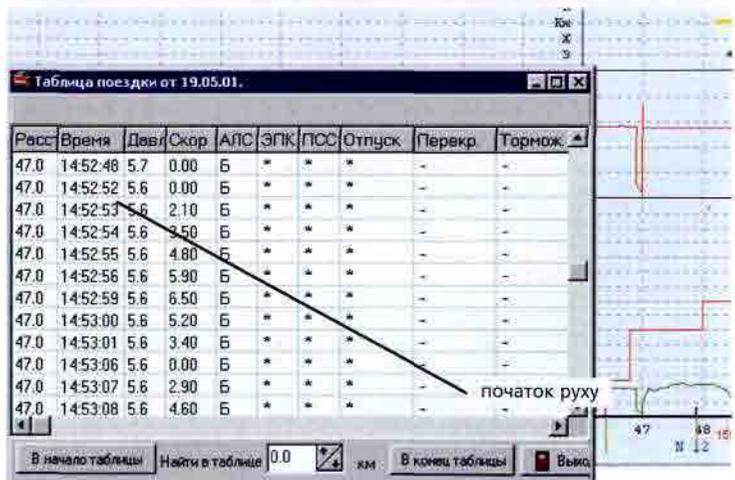 Км
Ж
З
Таблица поездки от 19.05.01.
Расст Время Давл Скор АЛС ЭПК ПСС Отпуск Перекр. Тормож.
47.0 14:52:48 5.7 0.00 Б * * * - -
47.0 14:52:52 5.6 0.00 Б * * * - -
47.0 14:52:53 5.6 2.10 Б * * * - -
47.0 14:52:54 5.6 3.50 Б * * * - -
47.0 14:52:55 5.6 4.80 Б * * * - -
47.0 14:52:56 5.6 5.90 Б * * * - -
47.0 14:52:59 5.6 6.50 Б * * * - -
47.0 14:53:00 5.6 5.20 Б * * * - -
47.0 14:53:01 5.6 3.40 Б * * * - -
47.0 14:53:06 5.6 0.00 Б * * * - -
47.0 14:53:07 5.6 2.90 Б * * * - -
47.0 14:53:08 5.6 4.60 Б * * * - -
початок руху
47 48
N 12
В начало таблицы Найти в таблице 0.0 км В конец таблицы Выхо